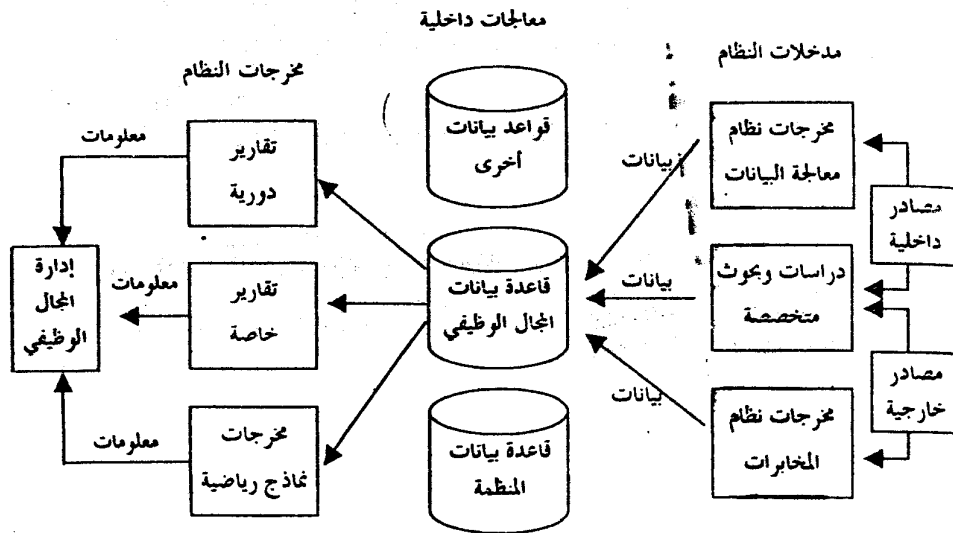 معالجات داخلية
مدخلات النظام
مخرجات النظام
مصادر
داخلية
مصادر
خارجية
مخرجات نظام
معالجة البيانات
دراسات وبحوث
متخصصة
مخرجات نظام
المخابرات
بيانات
بيانات
بيانات
قواعد بيانات
أخرى
قاعدة بيانات
المجال الوظيفي
قاعدة بيانات
المنظمة
تقارير
دورية
تقارير
خاصة
مخرجات
نماذج رياضية
معلومات
معلومات
معلومات
إدارة
المجال
الوظيفي